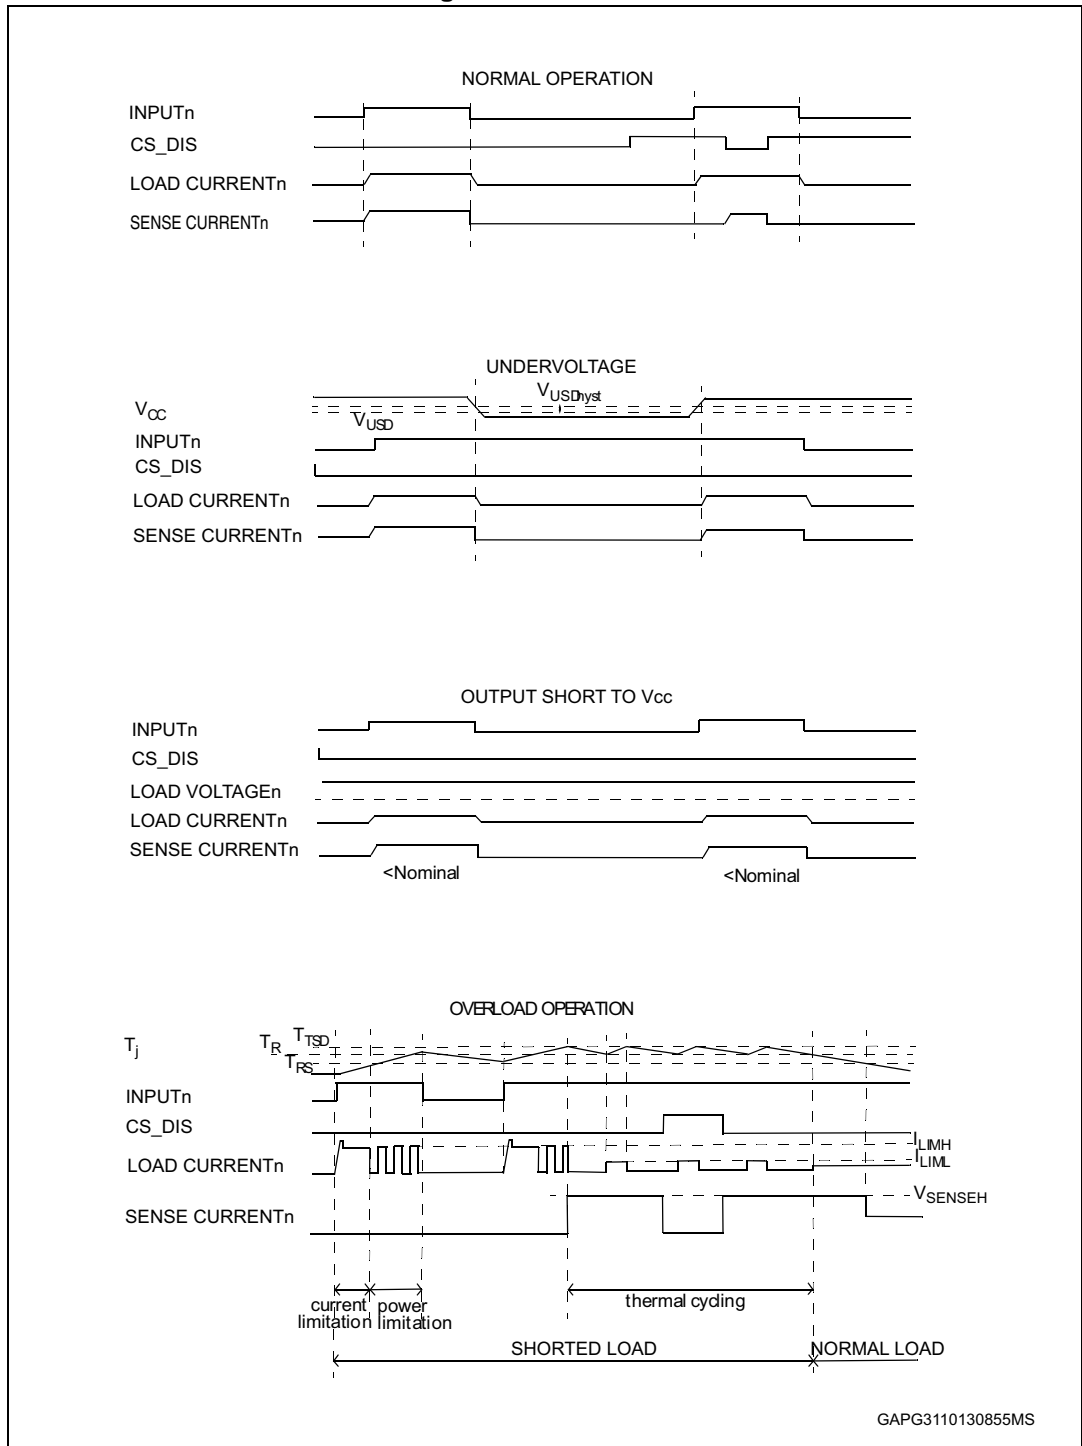 NORMAL OPERATION
INPUTn
CS_DIS
LOAD CURRENTn
SENSE CURRENTn
UNDERVOLTAGE
VUSDhyst
VCC
VUSD
INPUTn
CS_DIS
LOAD CURRENTn
SENSE CURRENTn
OUTPUT SHORT TO Vcc
INPUTn
CS_DIS
LOAD VOLTAGEn
LOAD CURRENTn
SENSE CURRENTn
<Nominal <Nominal
OVERLOAD OPERATION
Tj TR TTSD
TRS
INPUTn
CS_DIS
ILIMH
LOAD CURRENTn ILIML
VSENSEH
SENSE CURRENTn
current power thermal cycling
limitation limitation
SHORTED LOAD NORMAL LOAD
GAPG3110130855MS